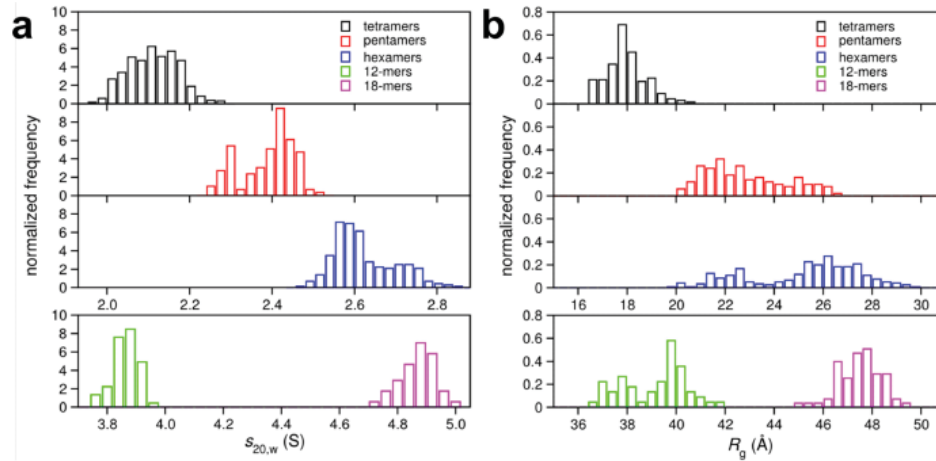 a
10
8
6
4
2
0
tetramers
pentamers
hexamers
12-mers
18-mers
8
6
4
2
0
8
6
4
2
0
2.0 2.2 2.4 2.6 2.8
10
8
6
4
2
0
3.8 4.0 4.2 4.4 4.6 4.8 5.0
normalized frequency
s20,w (S)
b
0.8
0.6
0.4
0.2
0
tetramers
pentamers
hexamers
12-mers
18-mers
0.6
0.4
0.2
0
0.6
0.4
0.2
0
16 18 20 22 24 26 28 30
0.8
0.6
0.4
0.2
0
36 38 40 42 44 46 48 50
normalized frequency
Rg (Å)